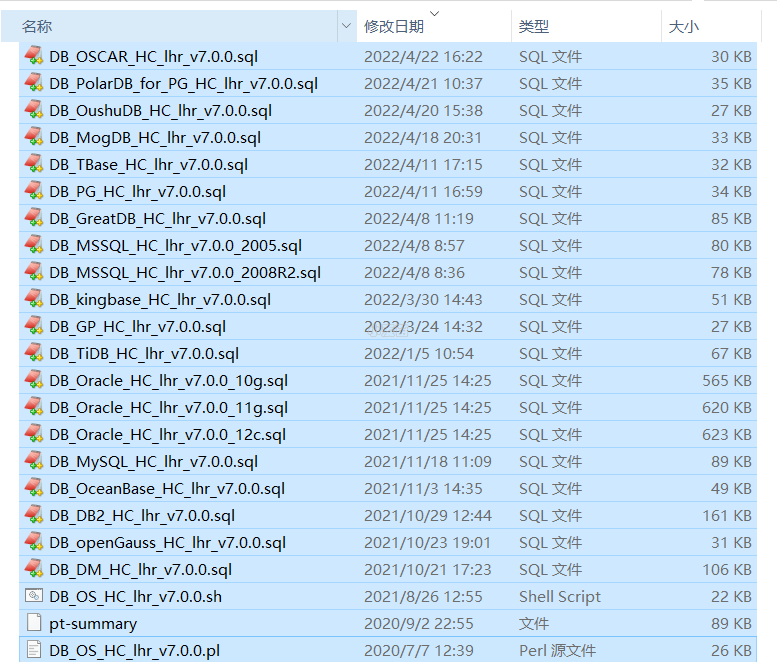 名称 修改日期 类型 大小
DB_OSCAR_HC_lhr_v7.0.0.sql 2022/4/22 16:22 SQL 文件 30 KB
DB_PolarDB_for_PG_HC_lhr_v7.0.0.sql 2022/4/21 10:37 SQL 文件 35 KB
DB_OushuDB_HC_lhr_v7.0.0.sql 2022/4/20 15:38 SQL 文件 27 KB
DB_MogDB_HC_lhr_v7.0.0.sql 2022/4/18 20:31 SQL 文件 33 KB
DB_TBase_HC_lhr_v7.0.0.sql 2022/4/11 17:15 SQL 文件 32 KB
DB_PG_HC_lhr_v7.0.0.sql 2022/4/11 16:59 SQL 文件 34 KB
DB_GreatDB_HC_lhr_v7.0.0.sql 2022/4/8 11:19 SQL 文件 85 KB
DB_MSSQL_HC_lhr_v7.0.0_2005.sql 2022/4/8 8:57 SQL 文件 80 KB
DB_MSSQL_HC_lhr_v7.0.0_2008R2.sql 2022/4/8 8:36 SQL 文件 78 KB
DB_kingbase_HC_lhr_v7.0.0.sql 2022/3/30 14:43 SQL 文件 51 KB
DB_GP_HC_lhr_v7.0.0.sql 2022/3/24 14:32 SQL 文件 27 KB
DB_TiDB_HC_lhr_v7.0.0.sql 2022/1/5 10:54 SQL 文件 67 KB
DB_Oracle_HC_lhr_v7.0.0_10g.sql 2021/11/25 14:25 SQL 文件 565 KB
DB_Oracle_HC_lhr_v7.0.0_11g.sql 2021/11/25 14:25 SQL 文件 620 KB
DB_Oracle_HC_lhr_v7.0.0_12c.sql 2021/11/25 14:25 SQL 文件 623 KB
DB_MySQL_HC_lhr_v7.0.0.sql 2021/11/18 11:09 SQL 文件 89 KB
DB_OceanBase_HC_lhr_v7.0.0.sql 2021/11/3 14:35 SQL 文件 49 KB
DB_DB2_HC_lhr_v7.0.0.sql 2021/10/29 12:44 SQL 文件 161 KB
DB_openGauss_HC_lhr_v7.0.0.sql 2021/10/23 19:01 SQL 文件 31 KB
DB_DM_HC_lhr_v7.0.0.sql 2021/10/21 17:23 SQL 文件 106 KB
DB_OS_HC_lhr_v7.0.0.sh 2021/8/26 12:55 Shell Script 22 KB
pt-summary 2020/9/2 22:55 文件 89 KB
DB_OS_HC_lhr_v7.0.0.pl 2020/7/7 12:39 Perl 源文件 26 KB